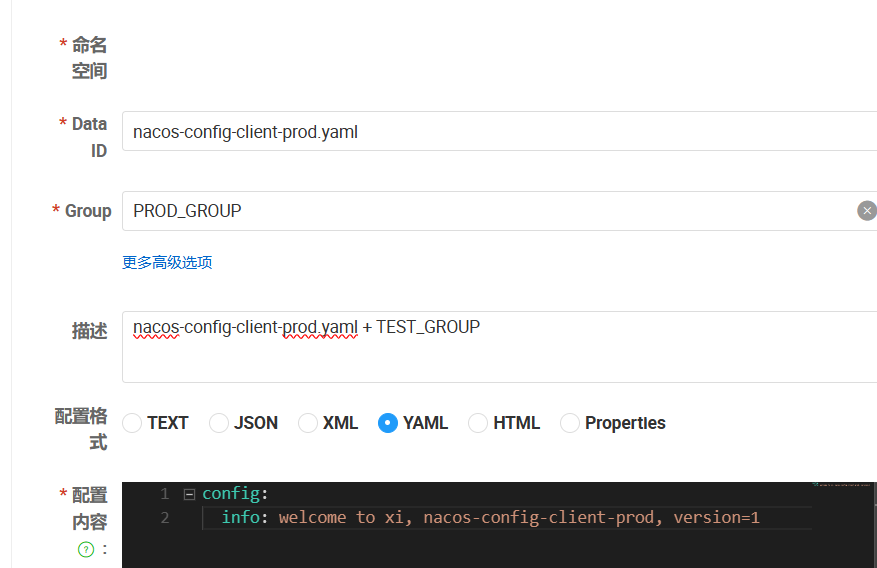 * 命名
空间
* Data
ID
nacos-config-client-prod.yaml
* Group
PROD_GROUP
更多高级选项
描述
nacos-config-client-prod.yaml + TEST_GROUP
配置格
式
TEXT JSON XML YAML HTML Properties
* 配置
内容
? :
1 config:
2 info: welcome to xi, nacos-config-client-prod, version=1